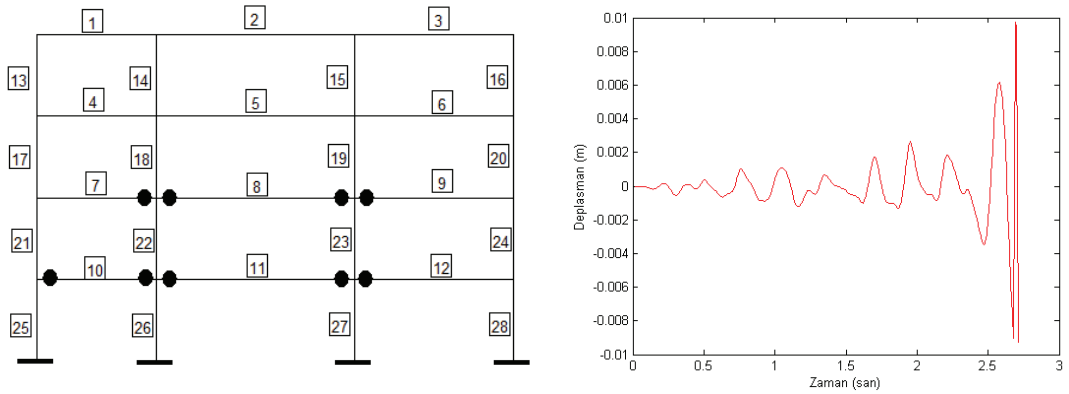 1 2 3
13 14 15 16
4 5 6
17 18 19 20
7 8 9
21 22 23 24
10 11 12
25 26 27 28
0.01
0.008
0.006
0.004
0.002
0
-0.002
-0.004
-0.006
-0.008
-0.01
Deplasman (m)
0 0.5 1 1.5 2 2.5 3
Zaman (san)